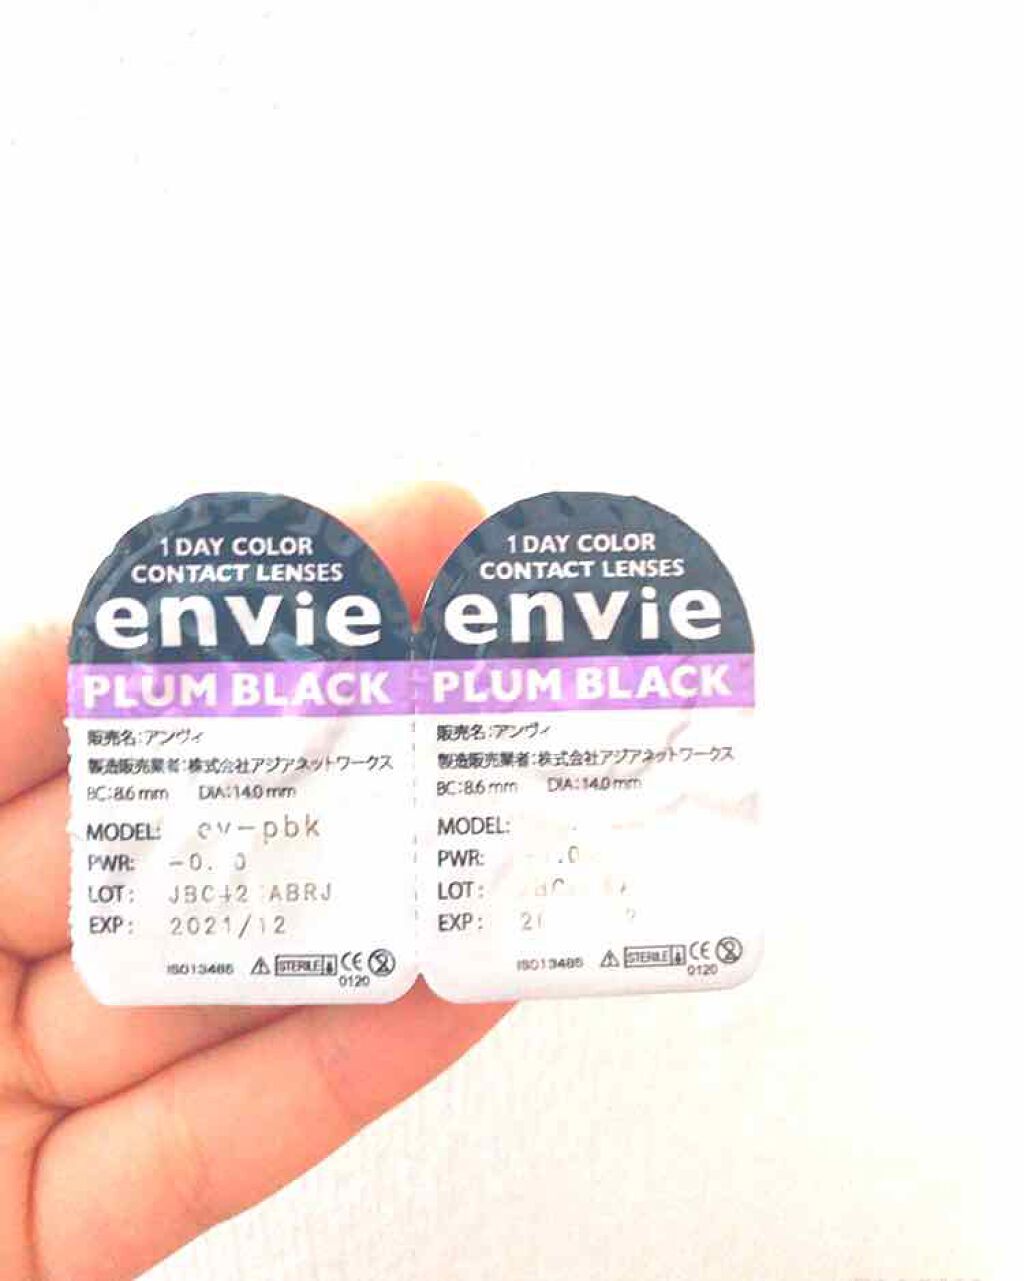 1 DAY COLOR
CONTACT LENSES
envie
PLUM BLACK
販売名:アンヴィ
製造販売業者:株式会社アジアネットワークス
BC:8.6 mm DIA:14.0 mm
MODEL: ev-pbk
PWR:
LOT:
EXP: 2021/12
ISO13485 STERILE CE
0120
1 DAY COLOR
CONTACT LENSES
envie
PLUM BLACK
販売名:アンヴィ
製造販売業者:株式会社アジアネットワークス
BC:8.6 mm DIA:14.0 mm
MODEL:
PWR:
LOT:
EXP:
ISO13485 STERILE CE
0120